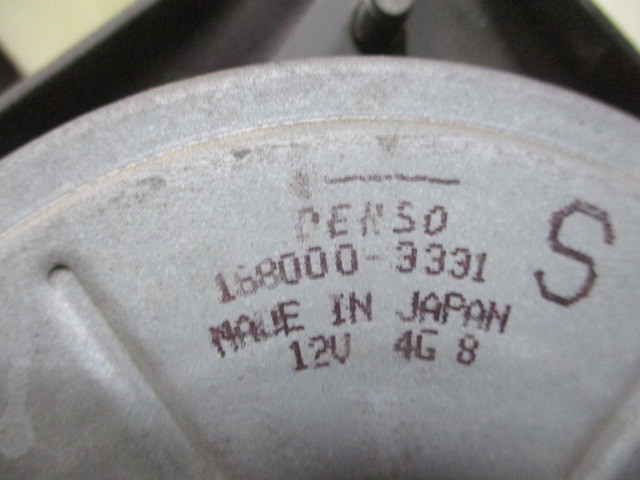 DENSO
168000-3331
MADE IN JAPAN
12V 4G 8
S